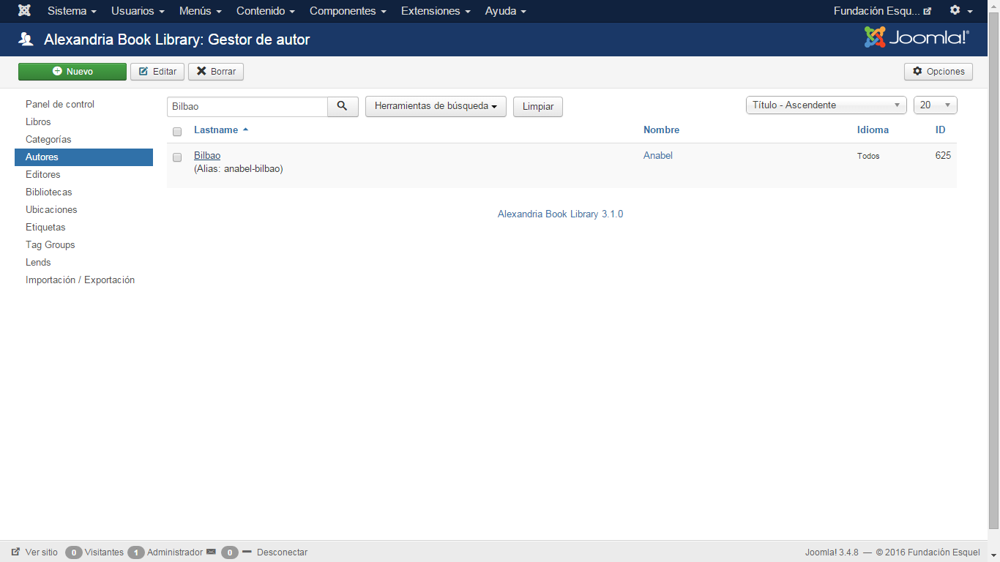 Sistema Usuarios Menús Contenido Componentes Extensiones Ayuda Fundación Esqu...
Alexandria Book Library: Gestor de autor Joomla!®
Nuevo Editar Borrar Opciones
Panel de control
Libros
Categorías
Autores
Editores
Bibliotecas
Ubicaciones
Etiquetas
Tag Groups
Lends
Importación / Exportación
Bilbao Herramientas de búsqueda Limpiar Título - Ascendente 20
Lastname Nombre Idioma ID
Bilbao Anabel Todos 625
(Alias: anabel-bilbao)
Alexandria Book Library 3.1.0
Ver sitio 0 Visitantes 1 Administrador 0 Desconectar Joomla! 3.4.8 — © 2016 Fundación Esquel